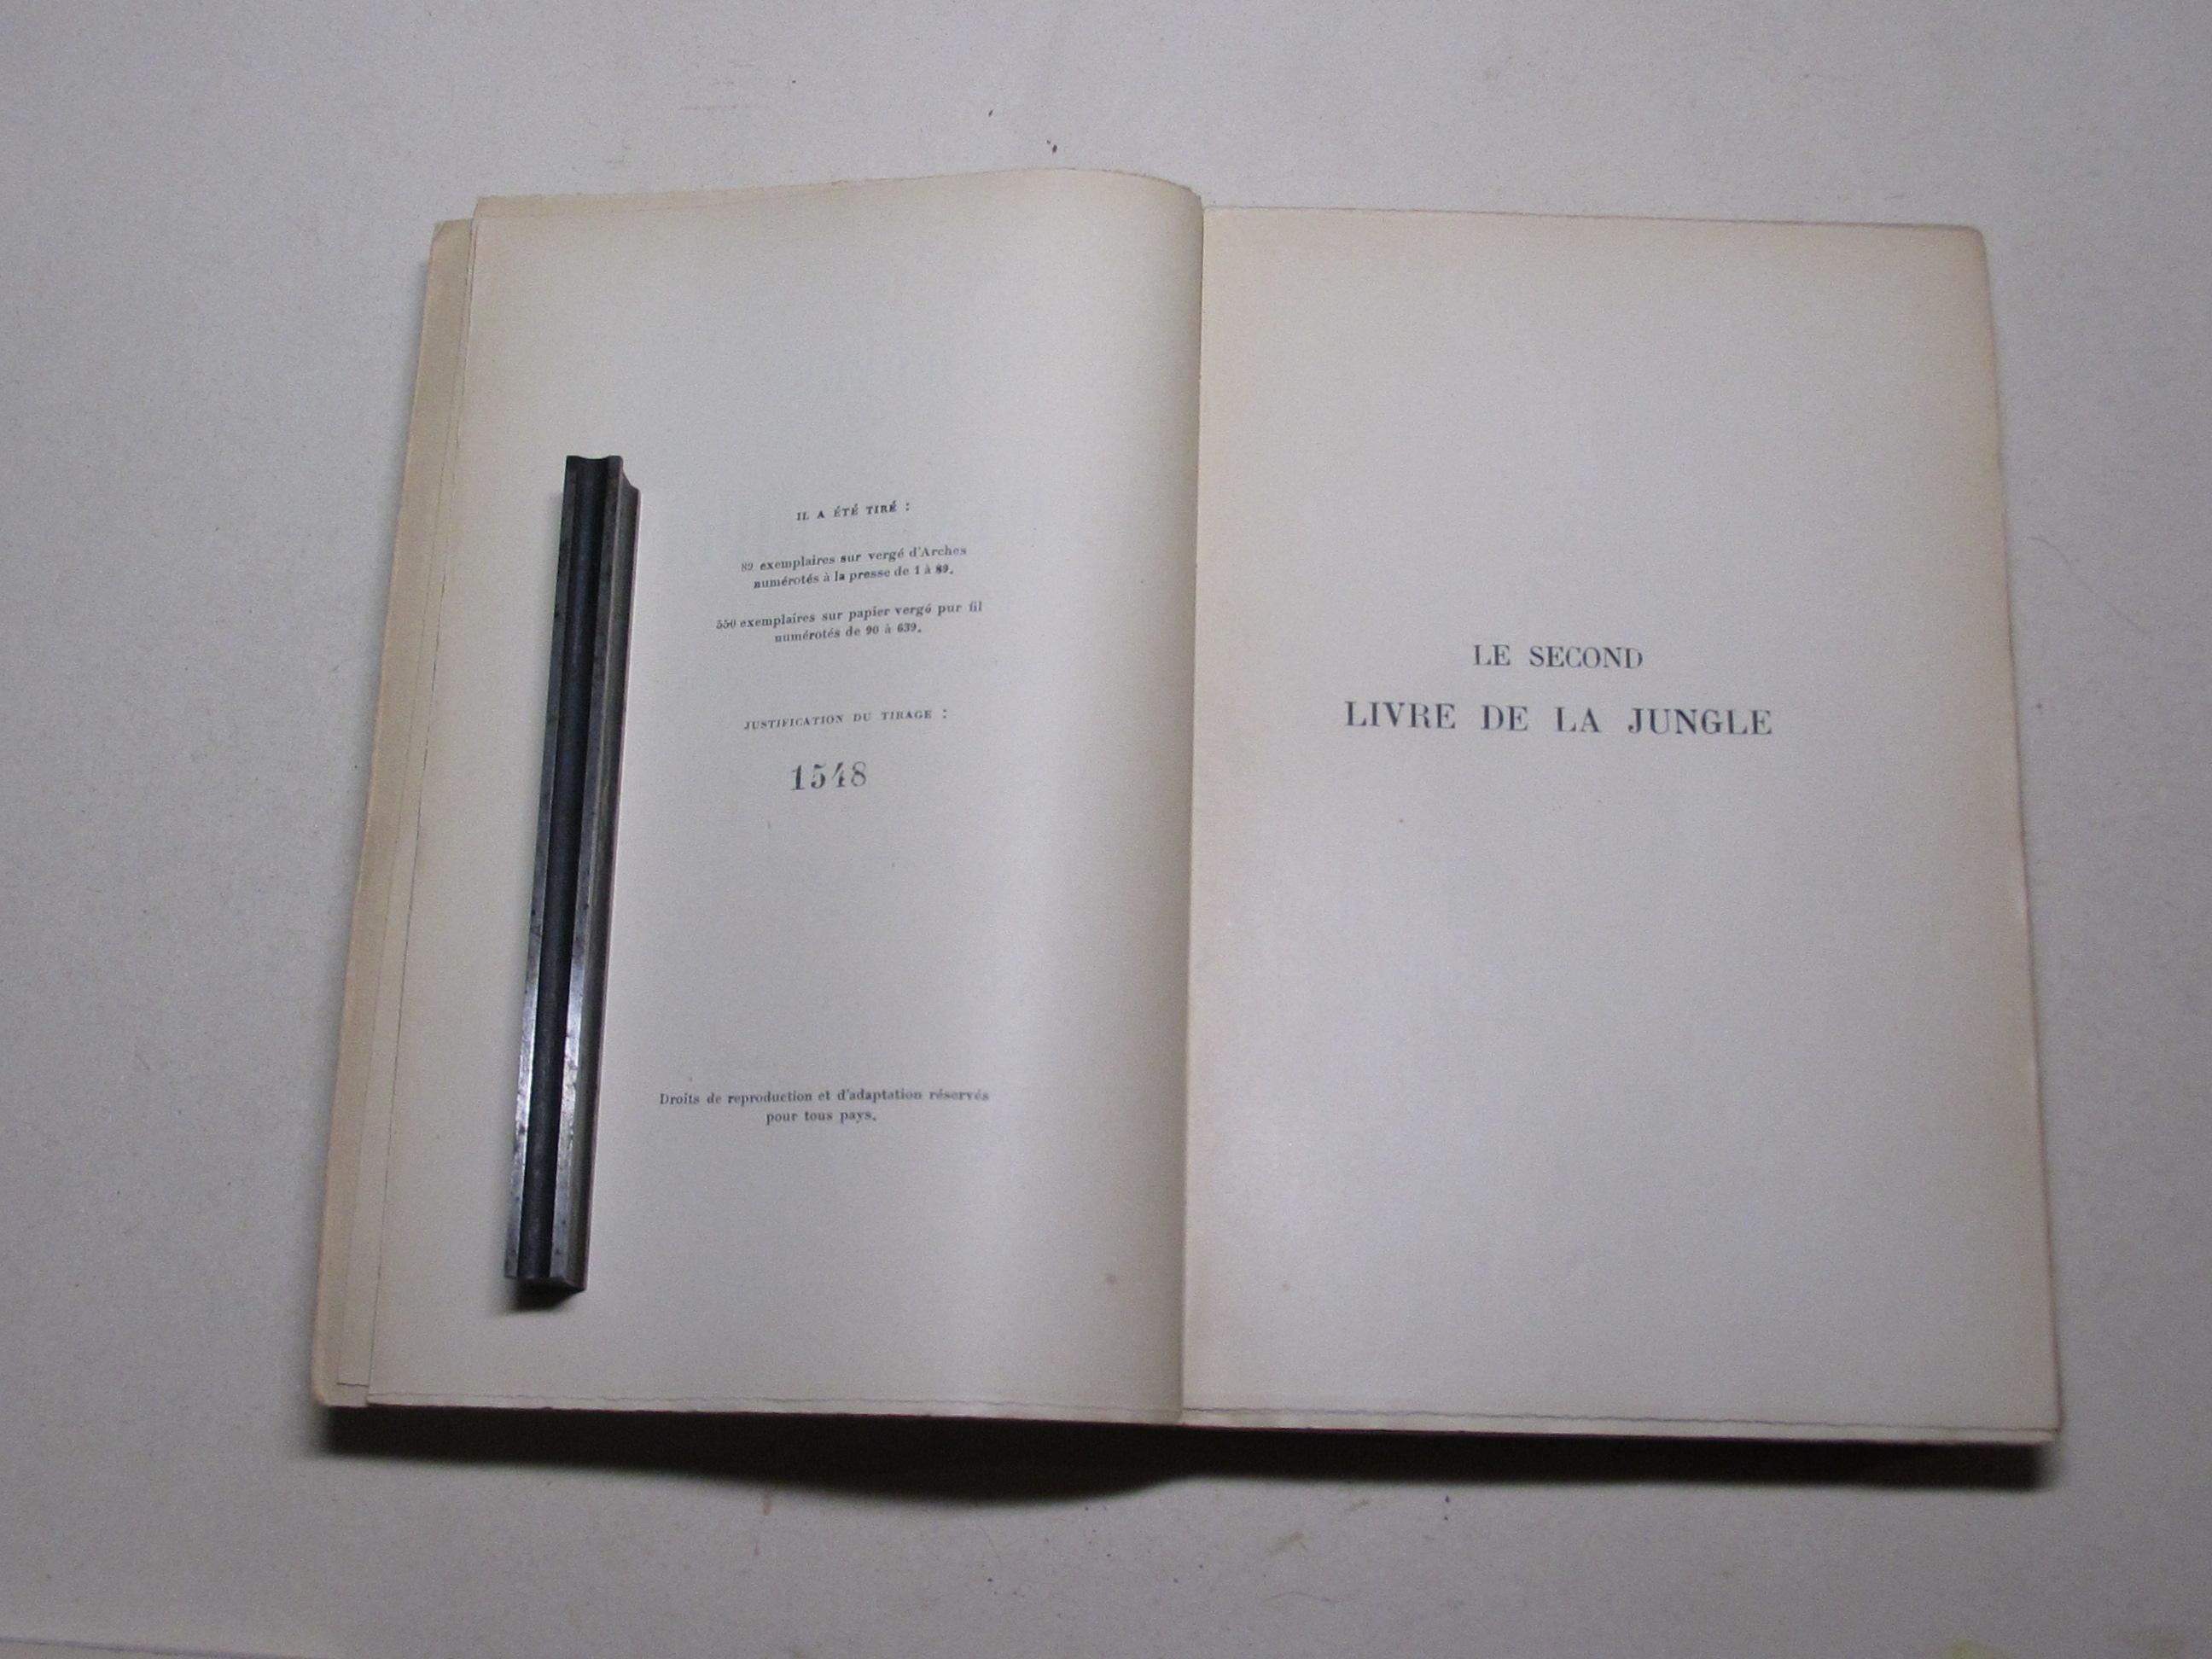 IL A ÉTÉ TIRÉ :
89 exemplaires sur vergé d'Arches
numérotés à la presse de 1 à 89.
550 exemplaires sur papier vergé pur fil
numérotés de 90 à 639.
JUSTIFICATION DU TIRAGE :
1548
Droits de reproduction et d'adaptation réservés
pour tous pays.
LE SECOND
LIVRE DE LA JUNGLE